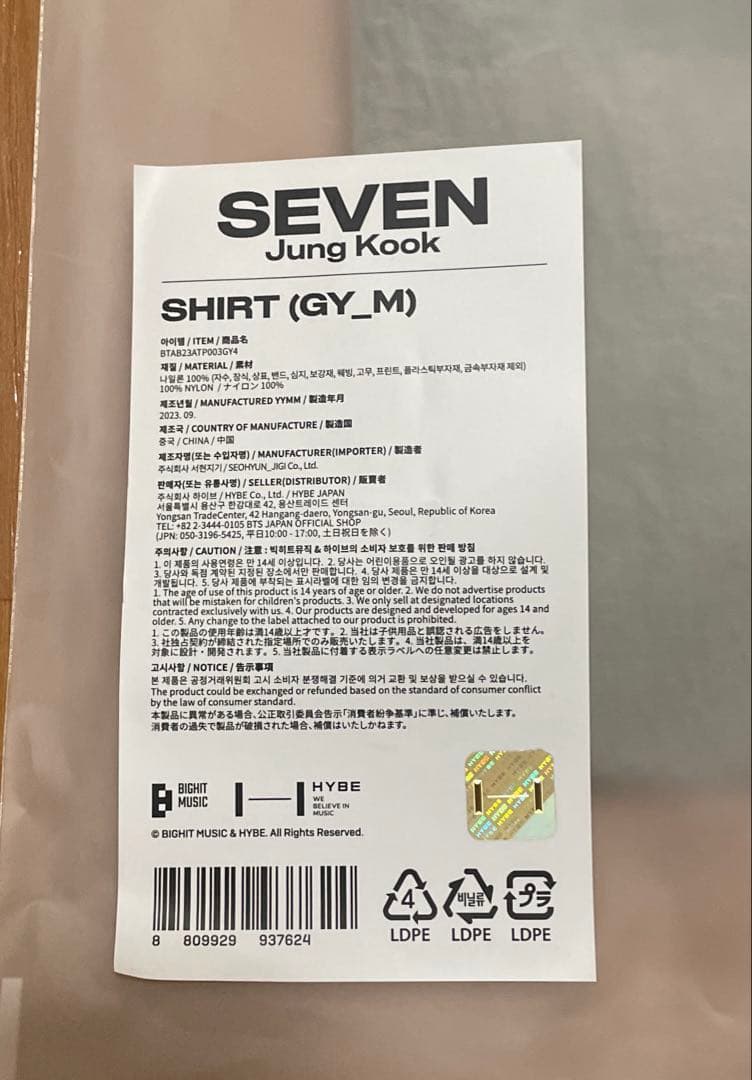 SEVEN
Jung Kook
SHIRT (GY_M)
아이템 / ITEM / 商品名
BTAB23ATP003GY4
재질 / MATERIAL / 素材
나일론 100% (자수, 장식, 상표, 밴드, 심지, 보강재, 웨빙, 고무, 프린트, 플라스틱부자재, 금속부자재 제외)
100% NYLON / ナイロン 100%
제조년월 / MANUFACTURED YYMM / 製造年月
2023. 09.
제조국 / COUNTRY OF MANUFACTURE / 製造国
중국 / CHINA / 中国
제조자명(또는 수입자명) / MANUFACTURER(IMPORTER) / 製造者
주식회사 서현지기 / SEOHYUN_JIGI Co., Ltd.
판매자(또는 유통사명) / SELLER(DISTRIBUTOR) / 販賣者
주식회사 하이브 / HYBE Co., Ltd. / HYBE JAPAN
서울특별시 용산구 한강대로 42, 용산트레이드 센터
Yongsan TradeCenter, 42 Hangang-daero, Yongsan-gu, Seoul, Republic of Korea
TEL: +82 2-3444-0105 BTS JAPAN OFFICIAL SHOP
(JPN: 050-3196-5425, 平日10:00 - 17:00, 土日祝日を除く)
주의사항 / CAUTION / 注意 : 빅히트뮤직 & 하이브의 소비자 보호를 위한 판매 방침
1. 이 제품의 사용연령은 만 14세 이상입니다. 2. 당사는 어린이용품으로 오인될 광고를 하지 않습니다.
3. 당사와 독점 계약된 지정된 장소에서만 판매합니다. 4. 당사 제품은 만 14세 이상을 대상으로 설계 및
개발됩니다. 5. 당사 제품에 부착되는 표시라벨에 대한 임의 변경을 금지합니다.
1. The age of use of this product is 14 years of age or older. 2. We do not advertise products
that will be mistaken for children's products. 3. We only sell at designated locations
contracted exclusively with us. 4. Our products are designed and developed for ages 14 and
older. 5. Any change to the label attached to our product is prohibited.
1. この製品の使用年齢は満14歳以上才です。2. 当社は子供用品と誤認される広告をしません。
3. 社独占契約が締結された指定場所でのみ販売いたします。4. 当社製品は、満14歳以上を
対象に設計・開発されます。5. 当社製品に付着する表示ラベルへの任意変更は禁止します。
고시사항 / NOTICE / 告示事項
본 제품은 공정거래위원회 고시 소비자 분쟁해결 기준에 의거 교환 및 보상을 받으실 수 있습니다.
The product could be exchanged or refunded based on the standard of consumer conflict
by the law of consumer standard.
本製品に異常がある場合、公正取引委員会告示「消費者紛争基準」に準じ、補償いたします。
消費者の過失で製品が破損された場合、補償はいたしかねます。
BIGHIT
MUSIC
HYBE
WE
BELIEVE IN
MUSIC
© BIGHIT MUSIC & HYBE. All Rights Reserved.
8 809929 937624
4
LDPE
비닐류
LDPE
プラ
LDPE